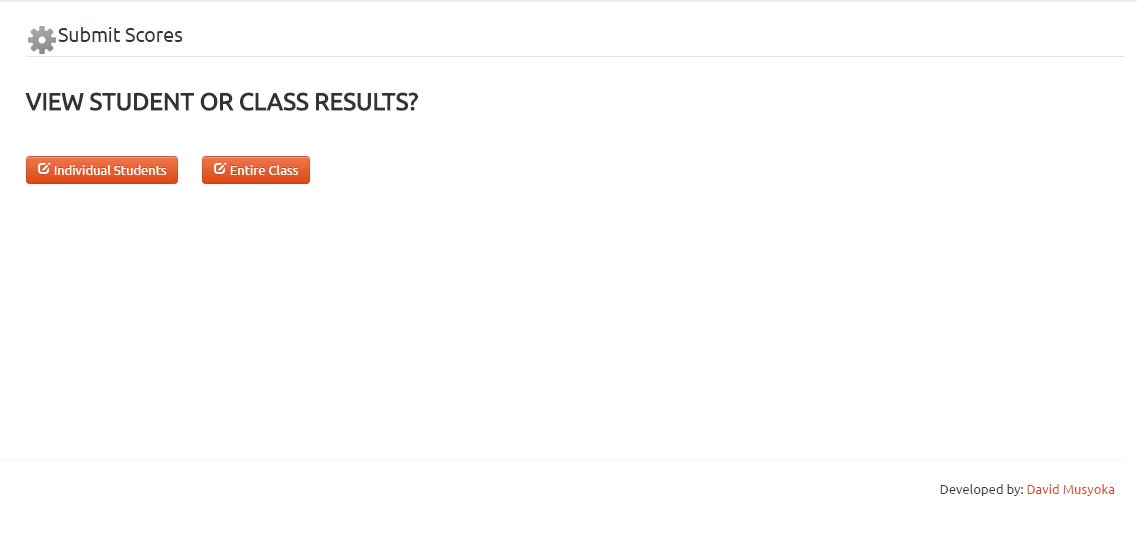 Submit Scores
VIEW STUDENT OR CLASS RESULTS?
Individual Students Entire Class
Developed by: David Musyoka